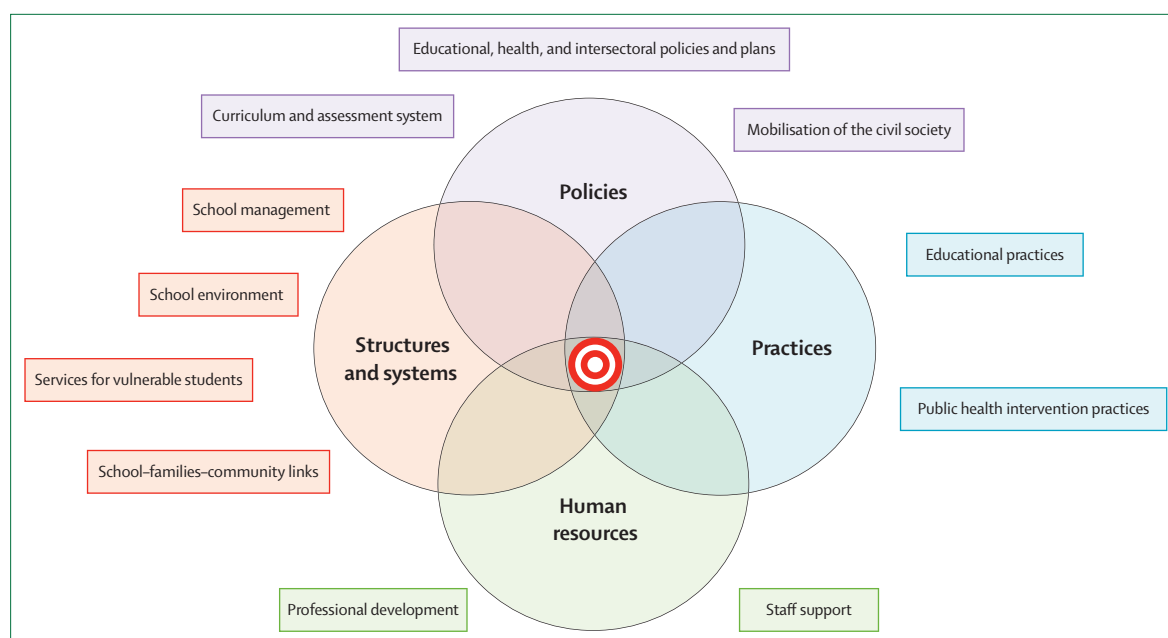 Educational, health, and intersectoral policies and plans
Curriculum and assessment system
Mobilisation of the civil society
Policies
School management
Educational practices
School environment
Structures
and systems
Practices
Services for vulnerable students
Public health intervention practices
School–families–community links
Human
resources
Professional development
Staff support